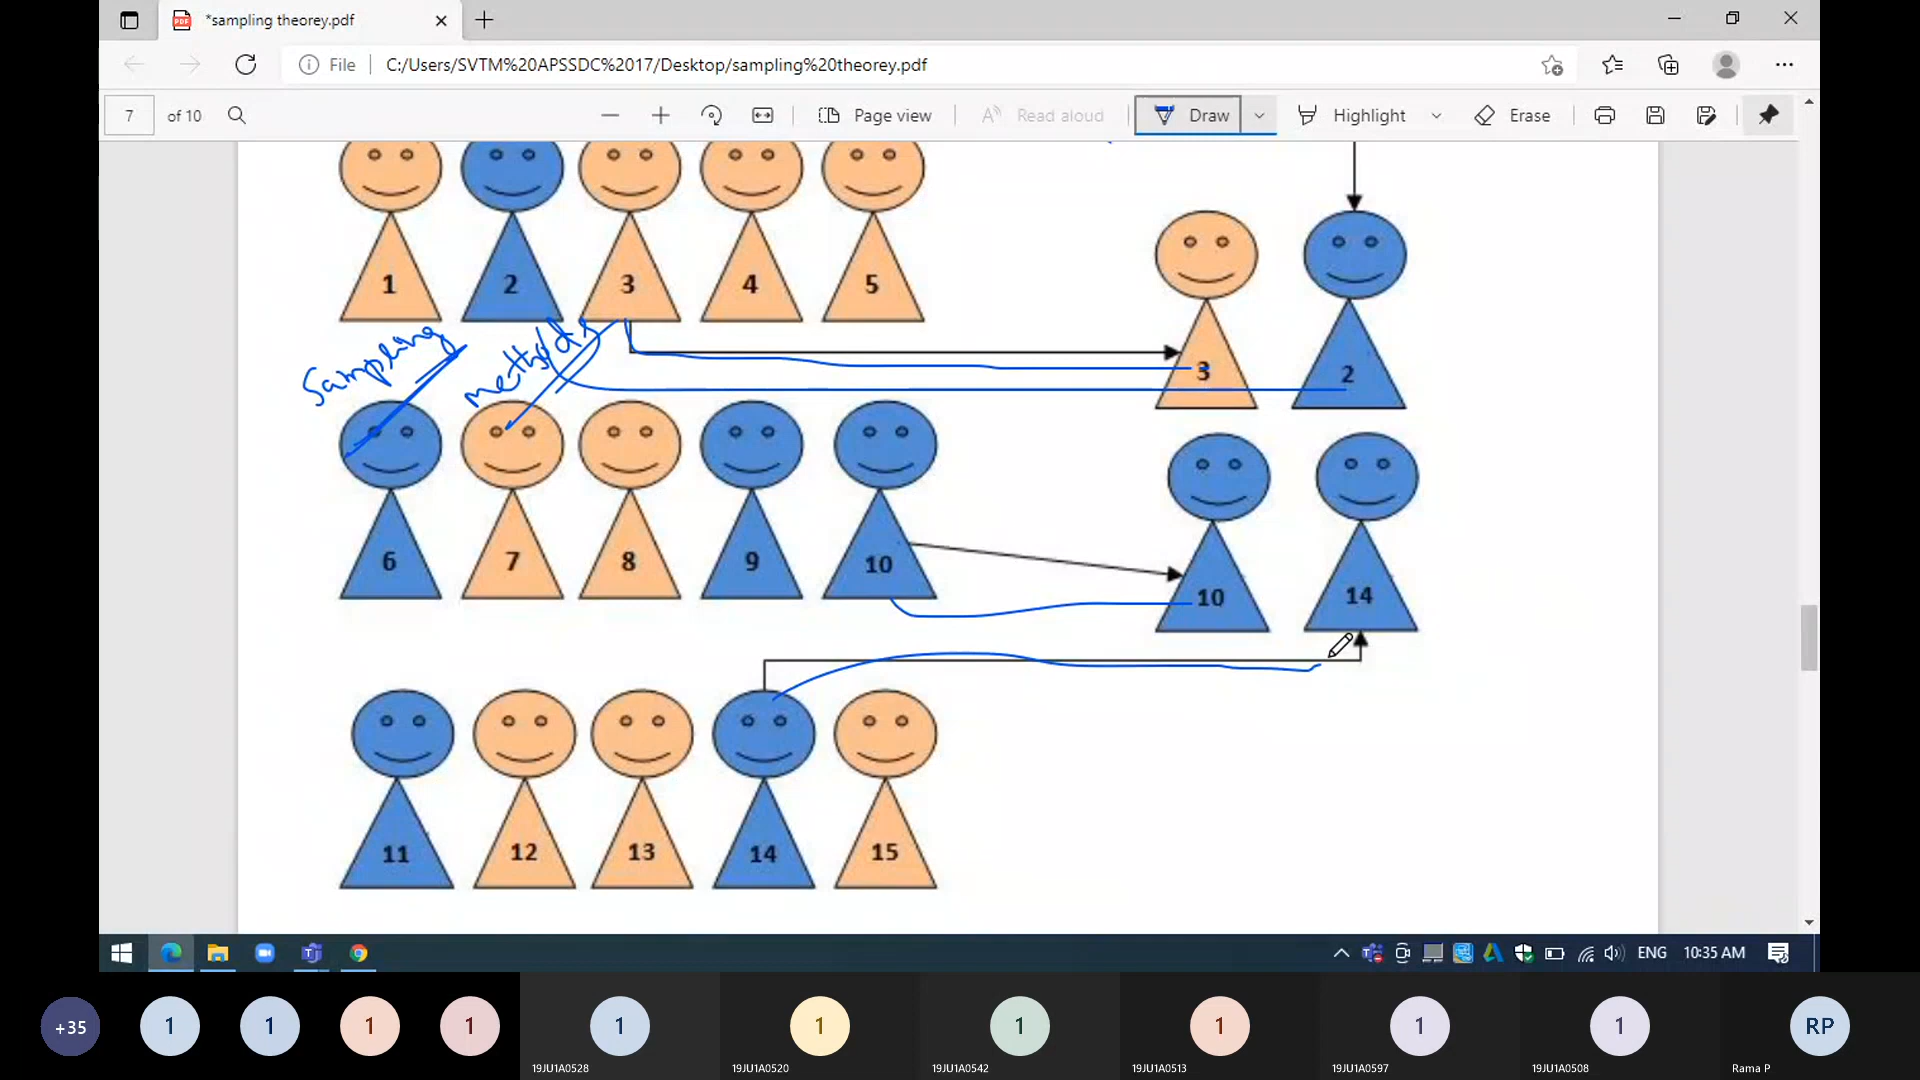 *sampling theorey.pdf
File
C:/Users/SVTM%20APSSDC%2017/Desktop/sampling%20theorey.pdf
7 of 10
Page view
Read aloud
Draw
Highlight
Erase
1 2 3 4 5
3 2
Sampling methods
6 7 8 9 10
10 14
11 12 13 14 15
ENG 10:35 AM
+35 1 1 1 1 1 1 1 1 1 1 RP
19JU1A0528 19JU1A0520 19JU1A0542 19JU1A0513 19JU1A0597 19JU1A0508 Rama P